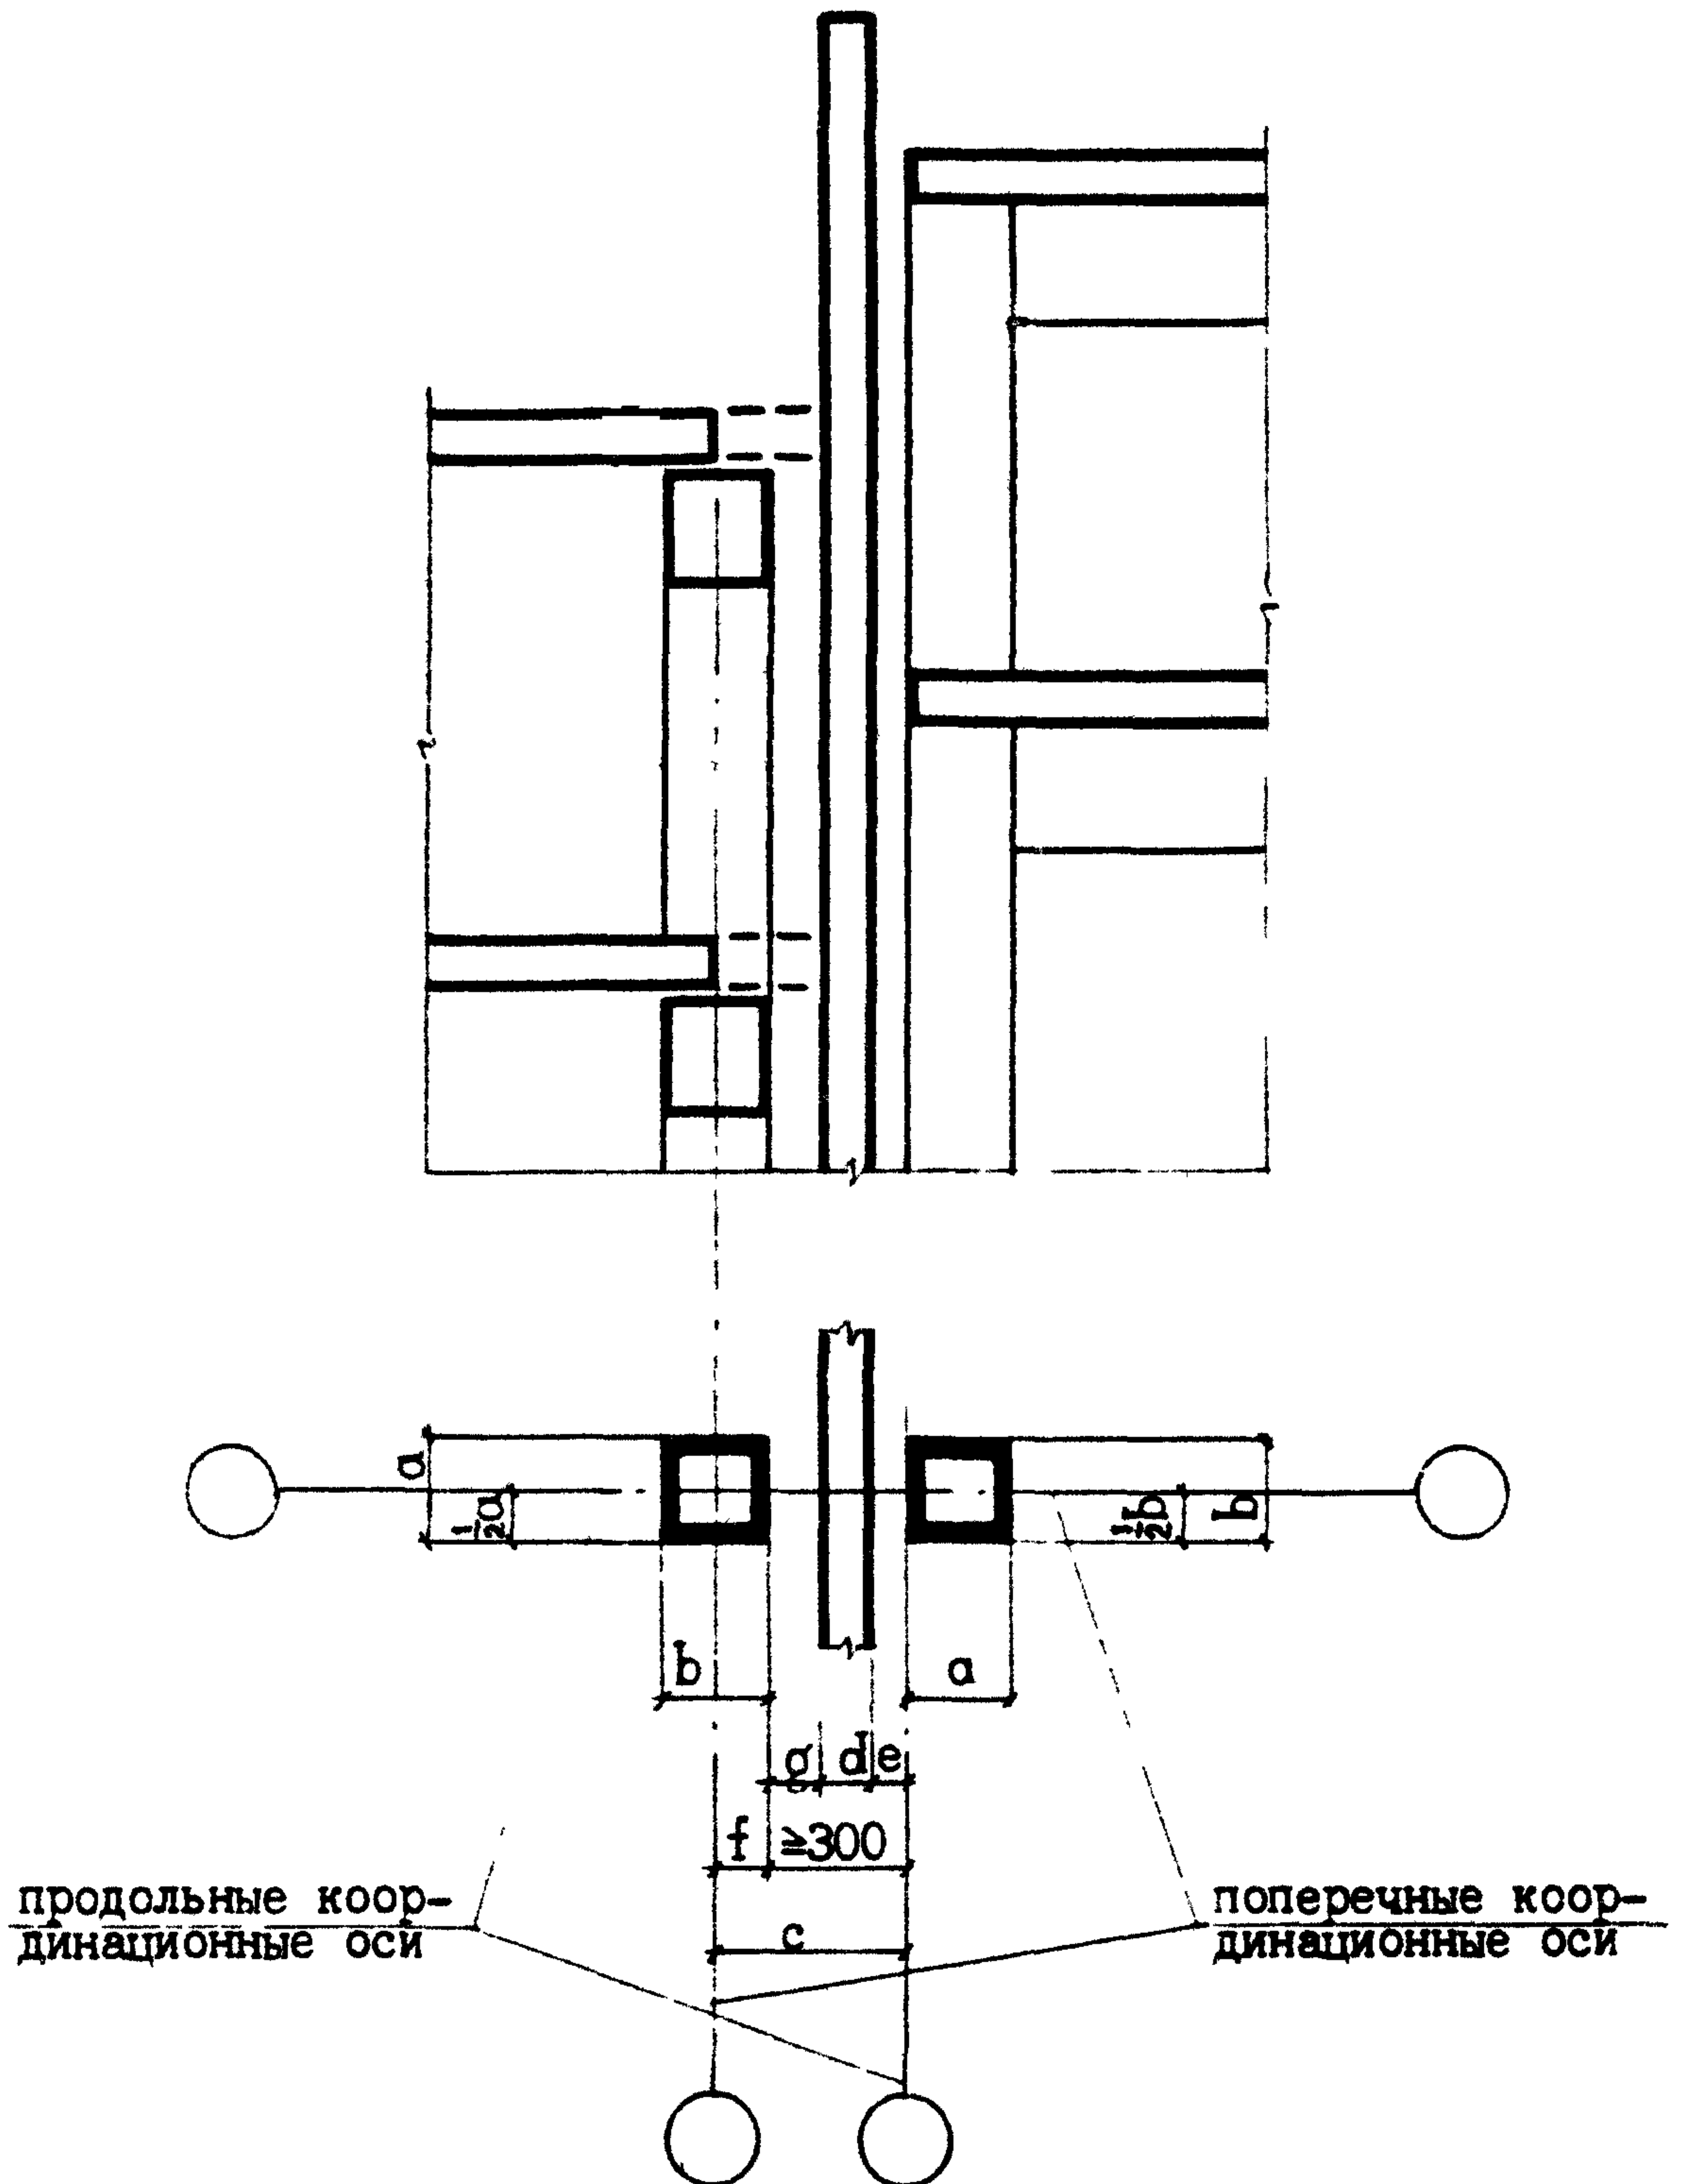 a
½a
½b
b
b
a
g d e
f ≥300
продольные коор-
динационные оси
поперечные коор-
динационные оси
c